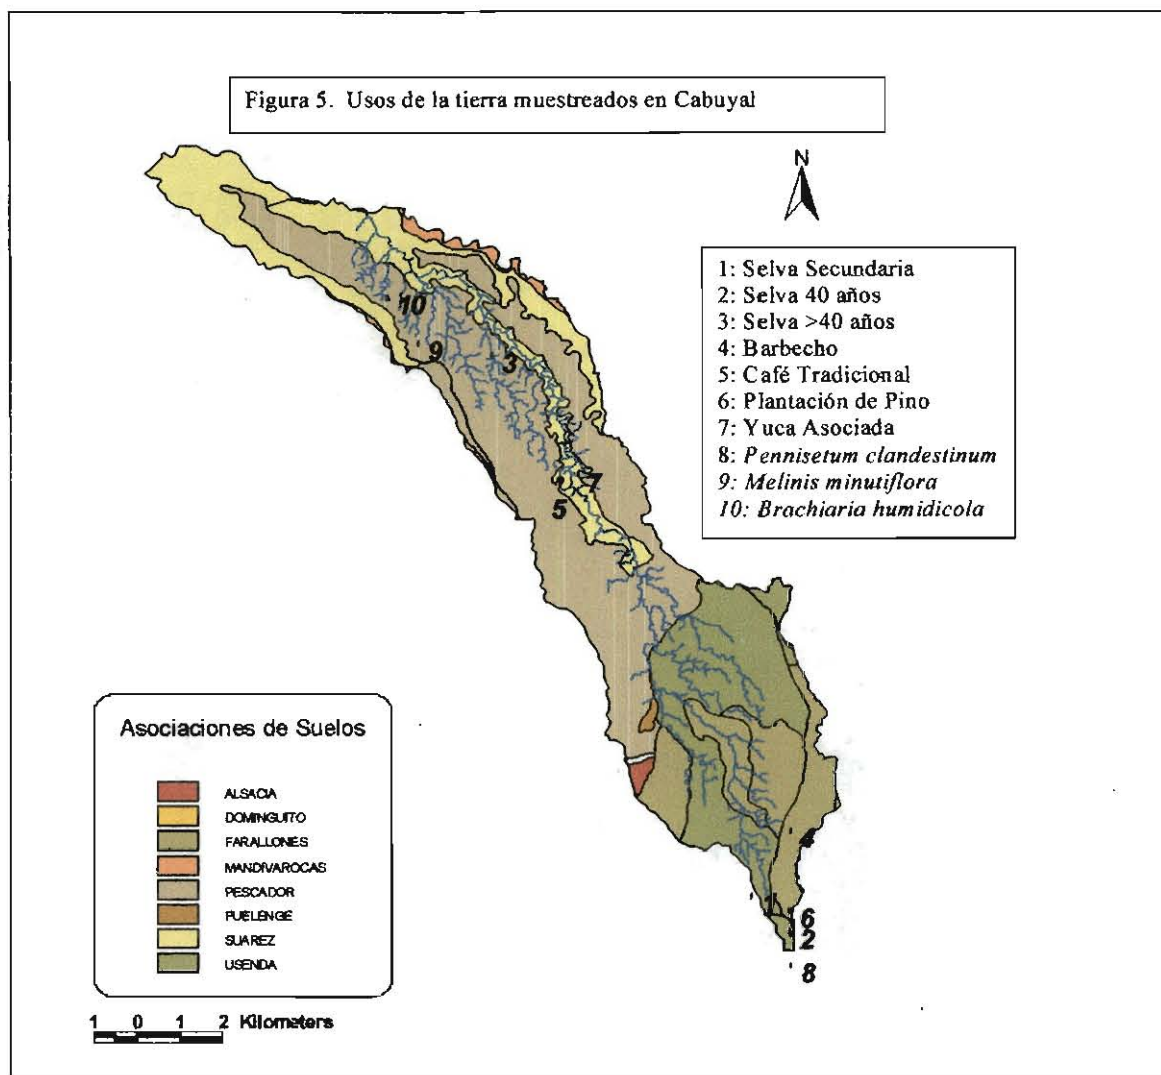 Figura 5. Usos de la tierra muestreados en Cabuyal
N
1: Selva Secundaria
2: Selva 40 años
3: Selva >40 años
4: Barbecho
5: Café Tradicional
6: Plantación de Pino
7: Yuca Asociada
8: Pennisetum clandestinum
9: Melinis minutiflora
10: Brachiaria humidicola
10
9
3
7
5
4
1
6
2
8
Asociaciones de Suelos
ALSACIA
DOMINGUITO
FARALLONES
MANDIVAROCAS
PESCADOR
PUELENGE
SUAREZ
USENDA
1 0 1 2 Kilometers